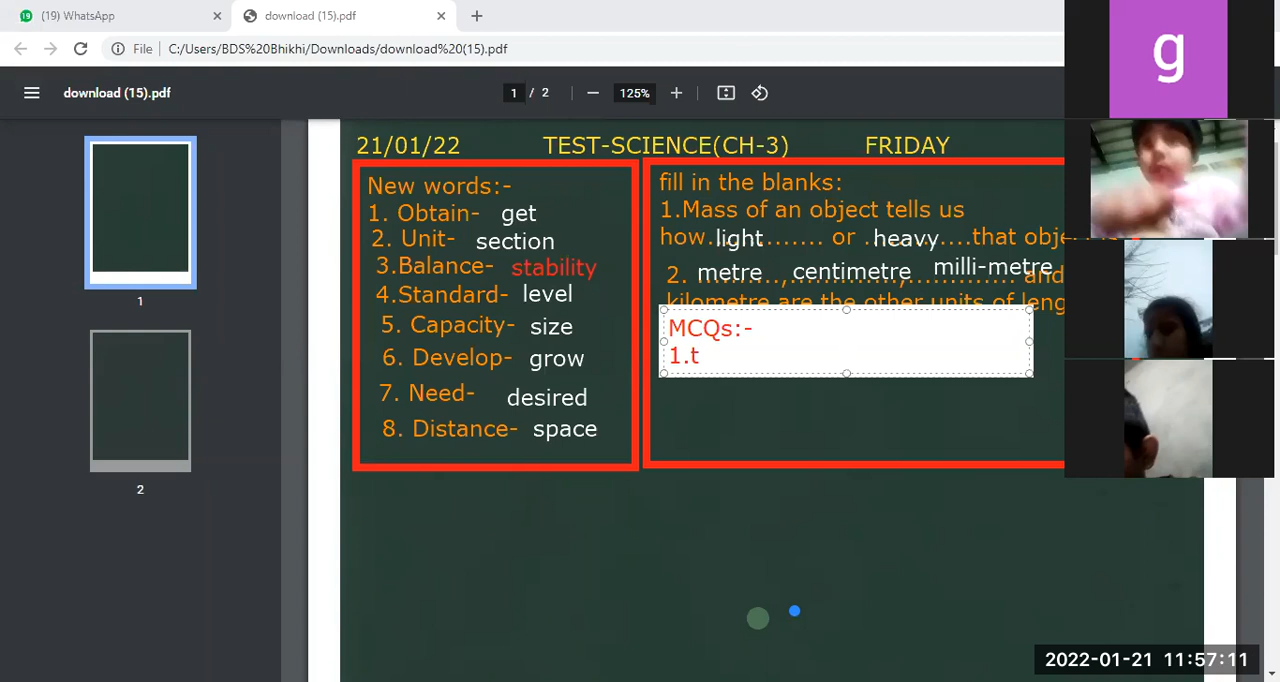 (19) WhatsApp
download (15).pdf
File
C:/Users/BDS%20Bhikhi/Downloads/download%20(15).pdf
download (15).pdf
1 / 2
125%
g
1
2
21/01/22 TEST-SCIENCE(CH-3) FRIDAY
New words:-
1. Obtain- get
2. Unit- section
3.Balance- stability
4.Standard- level
5. Capacity- size
6. Develop- grow
7. Need- desired
8. Distance- space
fill in the blanks:
1.Mass of an object tells us
how.... light ........ or .. heavy ....that obje
2. metre , centimetre , milli-metre and
kilometre are the other units of leng
MCQs:-
1.t
2022-01-21 11:57:11